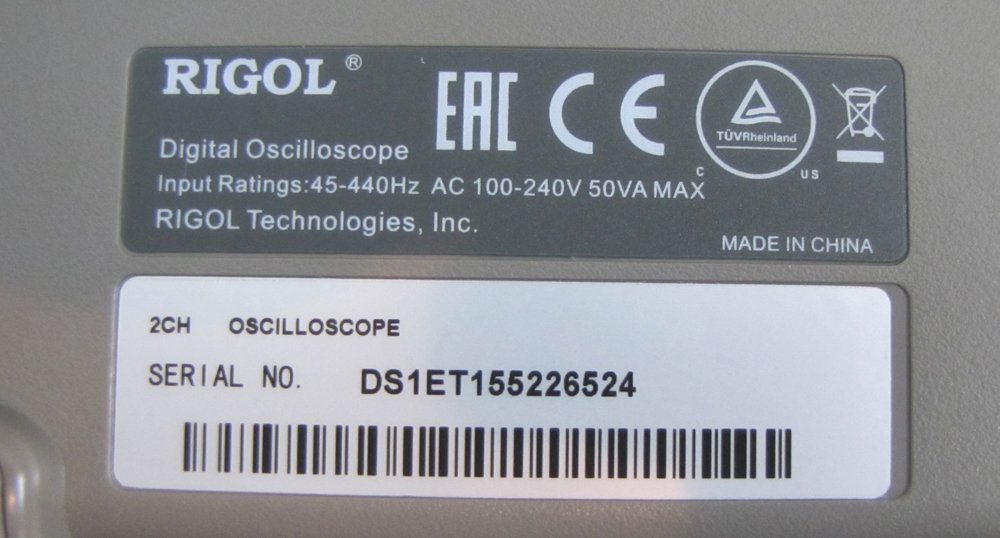 RIGOL®
EAC CE
TÜVRheinland
C US
Digital Oscilloscope
Input Ratings:45-440Hz AC 100-240V 50VA MAX
RIGOL Technologies, Inc.
MADE IN CHINA
2CH OSCILLOSCOPE
SERIAL NO. DS1ET155226524